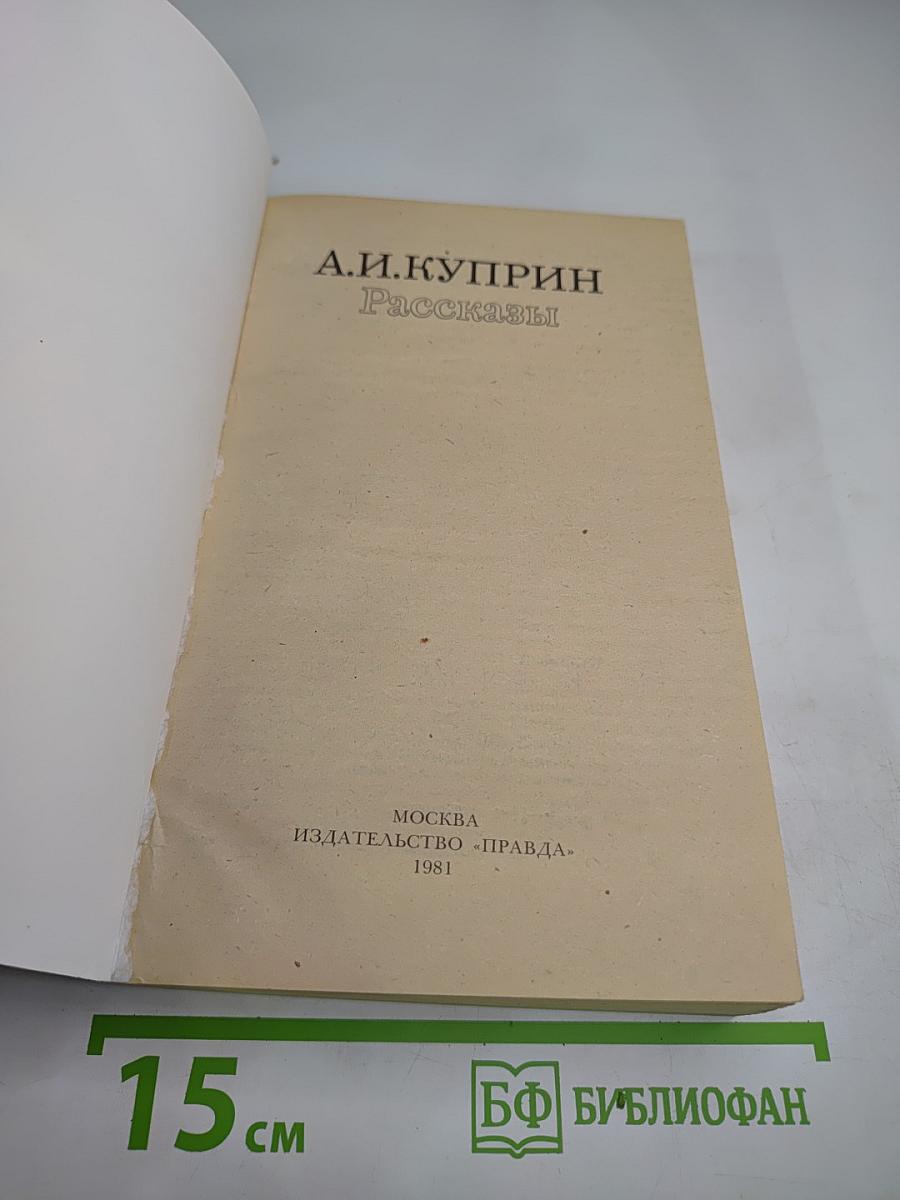 А.И.КУПРИН
Рассказы
МОСКВА
ИЗДАТЕЛЬСТВО «ПРАВДА»
1981
15 см
БФ БИБЛИОФАН